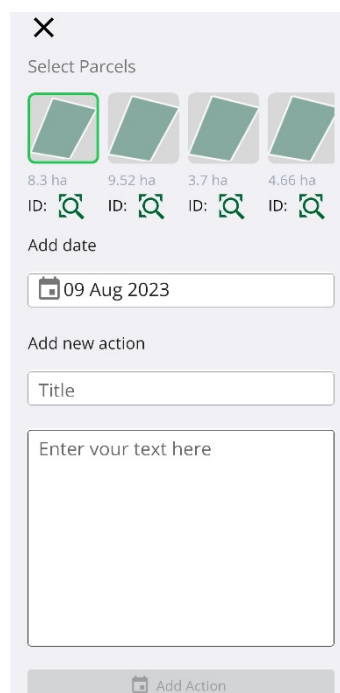 Select Parcels
8.3 ha 9.52 ha 3.7 ha 4.66 ha
ID: ID: ID: ID:
Add date
09 Aug 2023
Add new action
Title
Enter your text here
Add Action